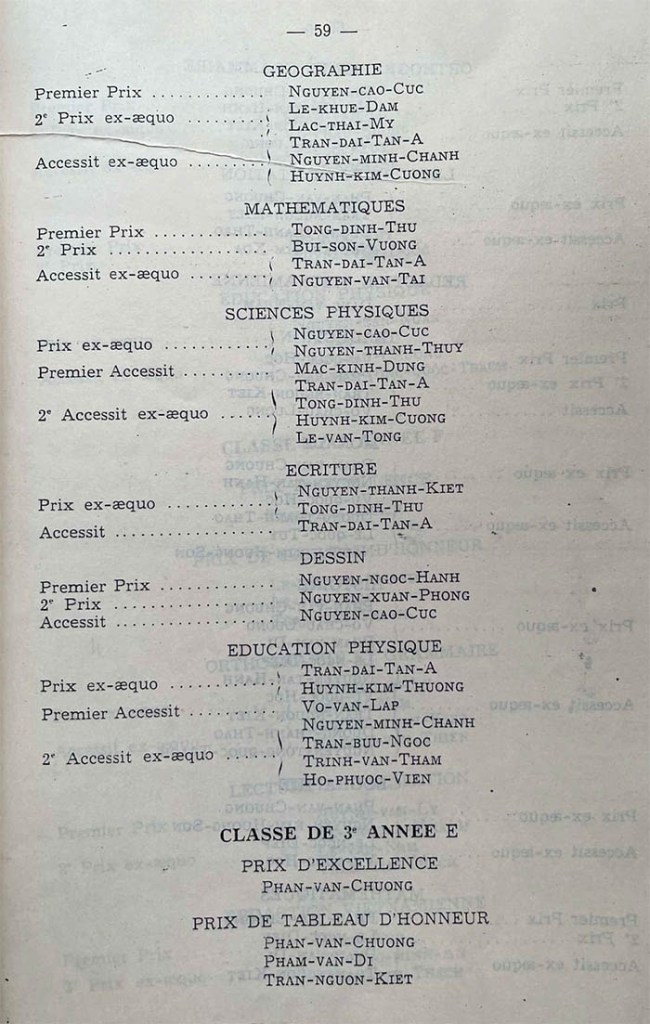 — 59 —
GEOGRAPHIE
Premier Prix ............ NGUYEN-CAO-CUC
2e Prix ex-æquo ......... LE-KHUE-DAM
LAC-THAI-MY
TRAN-DAI-TAN-A
Accessit ex-æquo ......... NGUYEN-MINH-CHANH
HUYNH-KIM-CUONG
MATHEMATIQUES
Premier Prix ............ TONG-DINH-THU
2e Prix .................. BUI-SON-VUONG
Accessit ex-æquo ......... TRAN-DAI-TAN-A
NGUYEN-VAN-TAI
SCIENCES PHYSIQUES
Prix ex-æquo ............ NGUYEN-CAO-CUC
NGUYEN-THANH-THUY
Premier Accessit ......... MAC-KINH-DUNG
TRAN-DAI-TAN-A
2e Accessit ex-æquo ...... TONG-DINH-THU
HUYNH-KIM-CUONG
LE-VAN-TONG
ECRITURE
Prix ex-æquo ............ NGUYEN-THANH-KIET
TONG-DINH-THU
Accessit ................ TRAN-DAI-TAN-A
DESSIN
Premier Prix ............ NGUYEN-NGOC-HANH
2e Prix ................ NGUYEN-XUAN-PHONG
Accessit ................ NGUYEN-CAO-CUC
EDUCATION PHYSIQUE
Prix ex-æquo ............ TRAN-DAI-TAN-A
HUYNH-KIM-THUONG
Premier Accessit ......... VO-VAN-LAP
NGUYEN-MINH-CHANH
2e Accessit ex-æquo ...... TRAN-BUU-NGOC
TRINH-VAN-THAM
HO-PHUOC-VIEN
CLASSE DE 3e ANNEE E
PRIX D'EXCELLENCE
PHAN-VAN-CHUONG
PRIX DE TABLEAU D'HONNEUR
PHAN-VAN-CHUONG
PHAM-VAN-DI
TRAN-NGUON-KIET